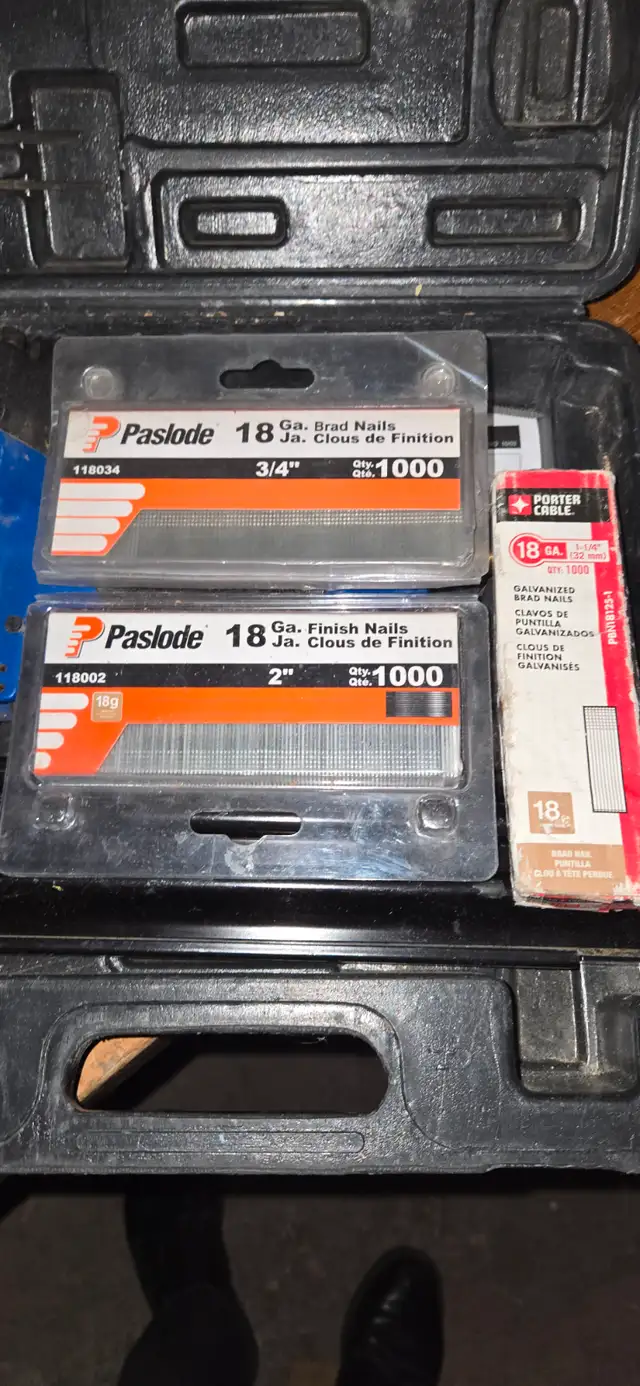 Paslode
18 Ga. Brad Nails
Ja. Clous de Finition
118034 3/4" Qty. Qté. 1000
Paslode
18 Ga. Finish Nails
Ja. Clous de Finition
118002 2" Qty. Qté. 1000
18g
PORTER
CABLE
18 GA. 1-1/4"
(32 mm)
QTY: 1000
GALVANIZED
BRAD NAILS
CLAVOS DE
PUNTILLA
GALVANIZADOS
CLOUS DE
FINITION
GALVANISÉS
PBN18125-1
18
BRAD NAIL
PUNTILLA
CLOU À TÊTE PERDUE